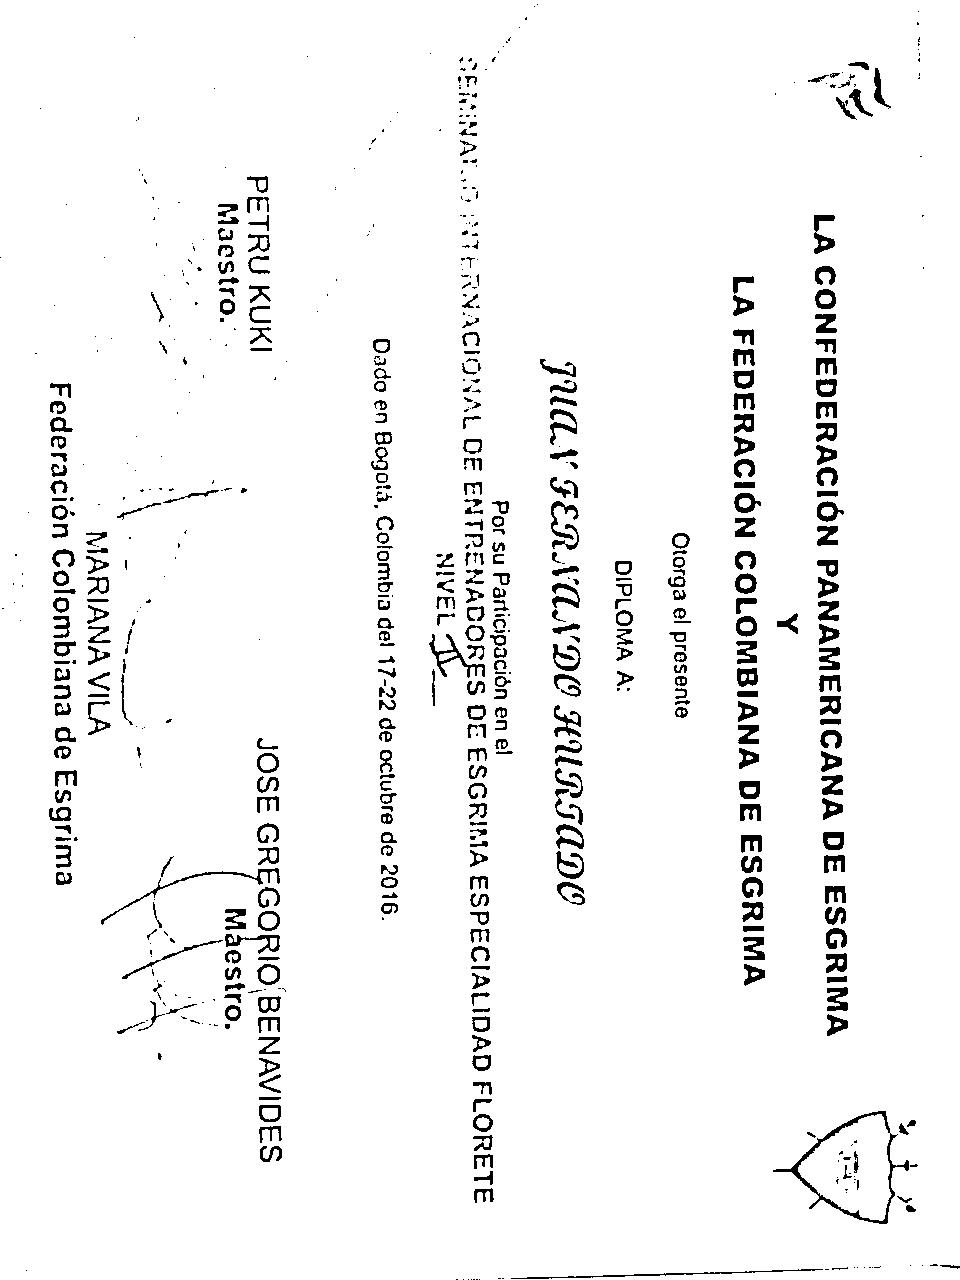 LA CONFEDERACIÓN PANAMERICANA DE ESGRIMA
Y
LA FEDERACIÓN COLOMBIANA DE ESGRIMA
Otorga el presente
DIPLOMA A:
JUAN FERNANDO HURTADO
Por su Participación en el
SEMINARIO INTERNACIONAL DE ENTRENADORES DE ESGRIMA ESPECIALIDAD FLORETE
NIVEL II
Dado en Bogotá, Colombia del 17-22 de octubre de 2016.
PETRU KUKI
Maestro.
JOSE GREGORIO BENAVIDES
Maestro.
MARIANA VILA
Federación Colombiana de Esgrima